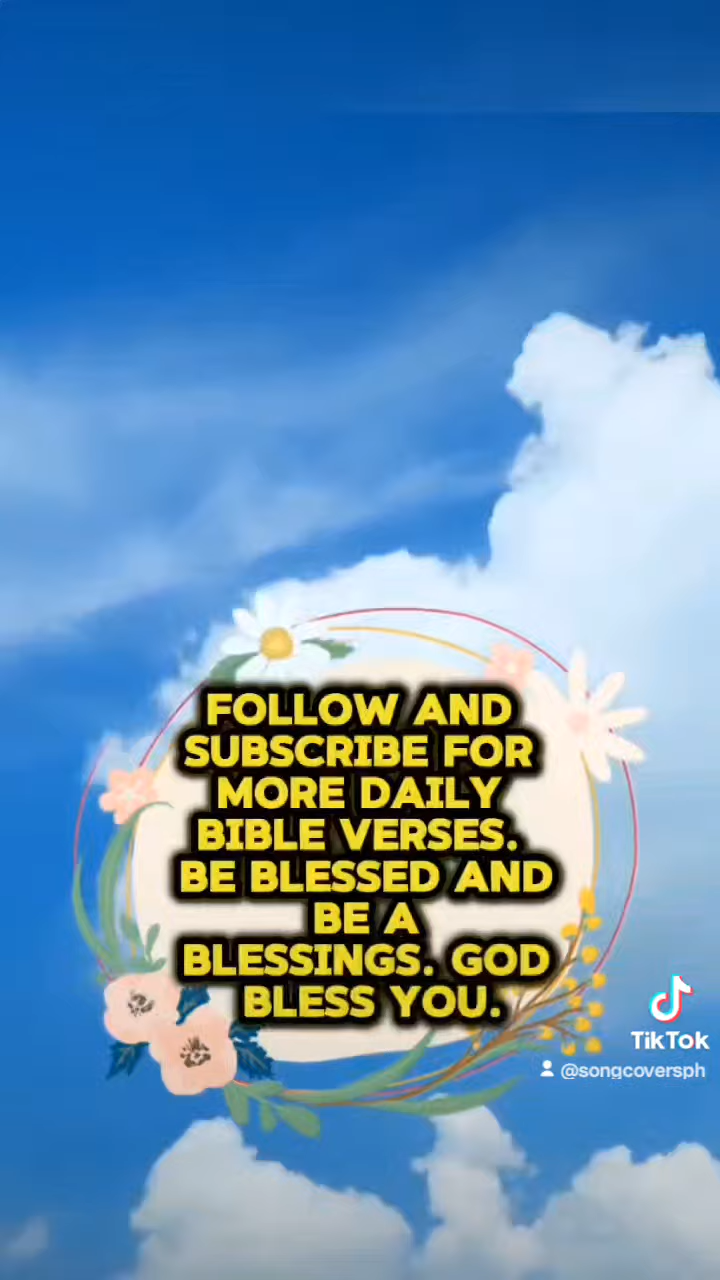 FOLLOW AND
SUBSCRIBE FOR
MORE DAILY
BIBLE VERSES.
BE BLESSED AND
BE A
BLESSINGS. GOD
BLESS YOU.
TikTok
@songcoversph